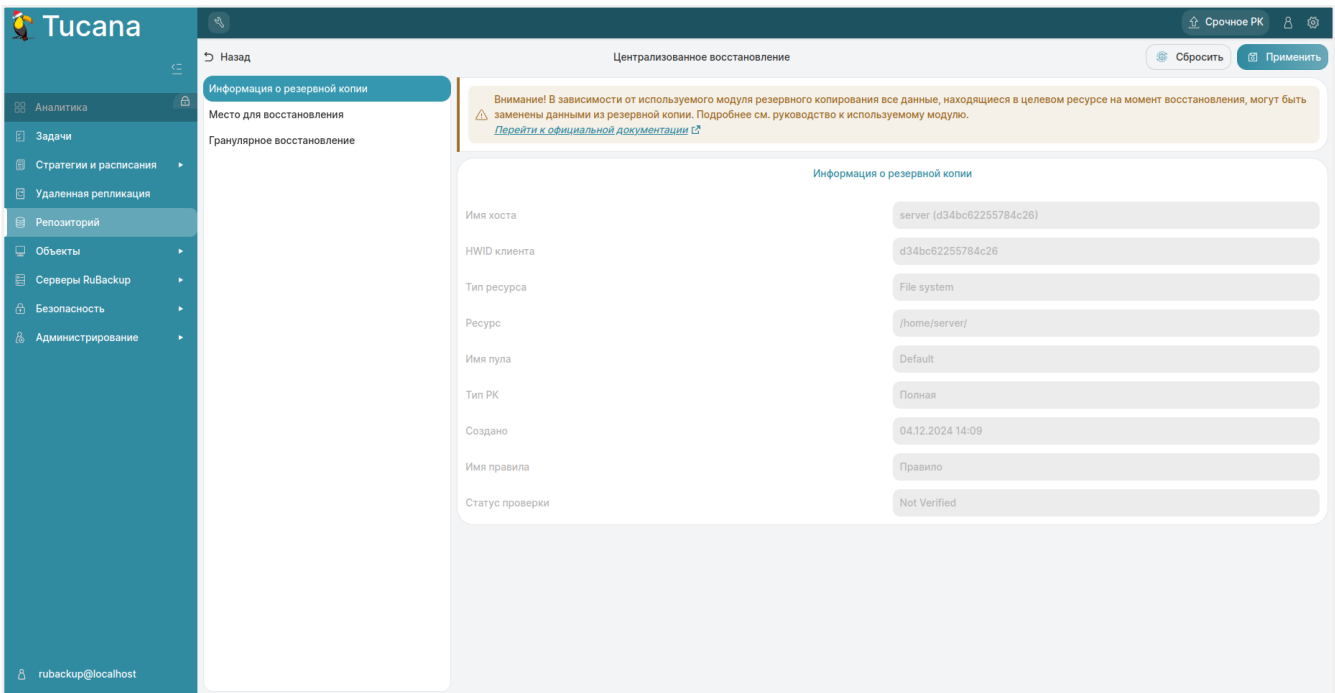 Tucana
Срочное РК
Аналитика
Задачи
Стратегии и расписания
Удаленная репликация
Репозиторий
Объекты
Серверы RuBackup
Безопасность
Администрирование
rubackup@localhost
Назад
Централизованное восстановление
Сбросить
Применить
Информация о резервной копии
Место для восстановления
Гранулярное восстановление
Внимание! В зависимости от используемого модуля резервного копирования все данные, находящиеся в целевом ресурсе на момент восстановления, могут быть
заменены данными из резервной копии. Подробнее см. руководство к используемому модулю.
Перейти к официальной документации
Информация о резервной копии
Имя хоста server (d34bc62255784c26)
HWID клиента d34bc62255784c26
Тип ресурса File system
Ресурс /home/server/
Имя пула Default
Тип РК Полная
Создано 04.12.2024 14:09
Имя правила Правило
Статус проверки Not Verified